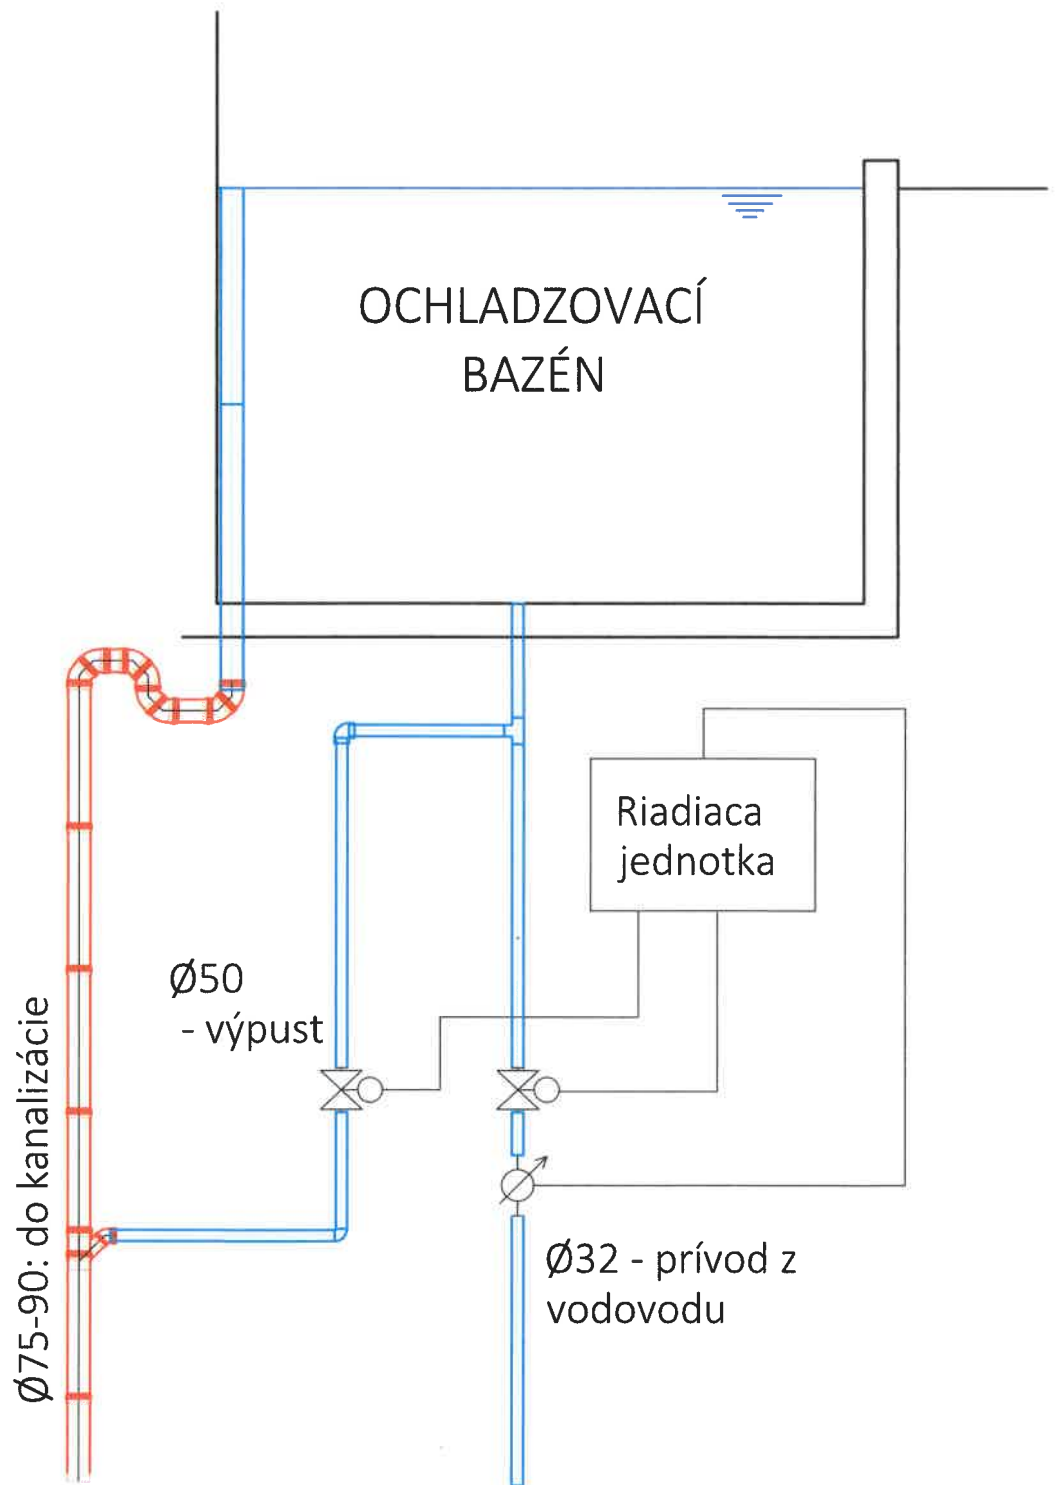 OCHLADZOVACÍ
BAZÉN
Riadiaca
jednotka
Ø50
- výpust
Ø75-90: do kanalizácie
Ø32 - prívod z
vodovodu